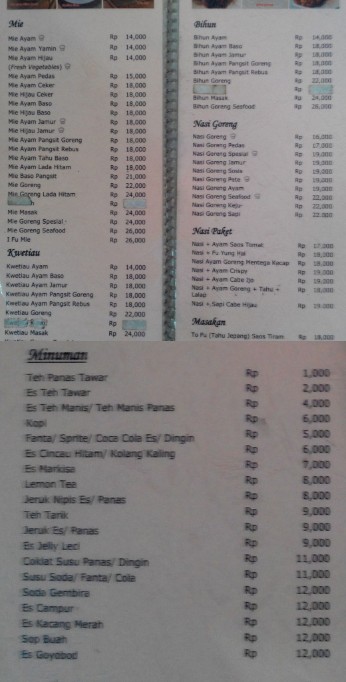 Mie
Mie Ayam Rp 14,000
Mie Ayam Yamin Rp 14,000
Mie Ayam Hijau Rp 14,000
(Fresh Vegetables)
Mie Ayam Pedas Rp 15,000
Mie Ayam Ceker Rp 18,000
Mie Hijau Ceker Rp 18,000
Mie Ayam Baso Rp 18,000
Mie Hijau Baso Rp 18,000
Mie Ayam Jamur Rp 18,000
Mie Hijau Jamur Rp 18,000
Mie Ayam Pangsit Goreng Rp 18,000
Mie Ayam Pangsit Rebus Rp 18,000
Mie Ayam Tahu Baso Rp 16,000
Mie Ayam Lada Hitam Rp 18,000
Mie Baso Pangsit Rp 21,000
Mie Goreng Rp 22,000
Mie Goreng Lada Hitam Rp 24,000
Rp
Mie Masak Rp 24,000
Mie Goreng Spesial Rp 24,000
Mie Goreng Seafood Rp 26,000
I Fu Mie Rp 26,000
Kwetiau
Kwetiau Ayam Rp 14,000
Kwetiau Ayam Baso Rp 18,000
Kwetiau Ayam Jamur Rp 18,000
Kwetiau Ayam Pangsit Goreng Rp 18,000
Kwetiau Ayam Pangsit Rebus Rp 18,000
Kwetiau Goreng Rp 22,000
Rp
Kwetiau Masak Rp 24,000
Bihun
Bihun Ayam Rp 14,000
Bihun Ayam Baso Rp 18,000
Bihun Ayam Jamur Rp 18,000
Bihun Ayam Pangsit Goreng Rp 18,000
Bihun Ayam Pangsit Rebus Rp 18,000
Bihun Goreng Rp 22,000
Rp
Bihun Masak Rp 24,000
Bihun Goreng Seafood Rp 26,000
Nasi Goreng
Nasi Goreng Rp 16,000
Nasi Goreng Pedas Rp 17,000
Nasi Goreng Spesial Rp 19,000
Nasi Goreng Jamur Rp 19,000
Nasi Goreng Sosis Rp 19,000
Nasi Goreng Pete Rp 19,000
Nasi Goreng Ayam Rp 19,000
Nasi Goreng Seafood Rp 22,000
Nasi Goreng Keju Rp 22,000
Nasi Goreng Sapi Rp 22,000
Nasi Paket
Nasi + Ayam Saos Tomat Rp 17,000
Nasi + Fu Yung Hai Rp 18,000
Nasi Ayam Goreng Mentega Kecap Rp 18,000
Nasi + Ayam Crispy Rp 19,000
Nasi + Ayam Cabe Ijo Rp 19,000
Nasi + Ayam Goreng + Tahu + Rp 18,000
Lalap
Nasi + Sapi Cabe Hijau Rp 19,000
Masakan
Tu Fu (Tahu Jepang) Seris Tiram Rp 18,000
Minuman
Teh Panas Tawar Rp 1,000
Es Teh Tawar Rp 2,000
Es Teh Manis/ Teh Manis Panas Rp 4,000
Kopi Rp 6,000
Fanta/ Sprite/ Coca Cola Es/ Dingin Rp 5,000
Es Cincau Hitam/ Kolang Kaling Rp 6,000
Es Markisa Rp 7,000
Lemon Tea Rp 8,000
Jeruk Nipis Es/ Panas Rp 8,000
Teh Tarik Rp 9,000
Jeruk Es/ Panas Rp 9,000
Es Jelly Leci Rp 9,000
Coklat Susu Panas/ Dingin Rp 11,000
Susu Soda/ Fanta/ Cola Rp 11,000
Soda Gembira Rp 12,000
Es Campur Rp 12,000
Es Kacang Merah Rp 12,000
Sop Buah Rp 12,000
Es Goyobod Rp 12,000